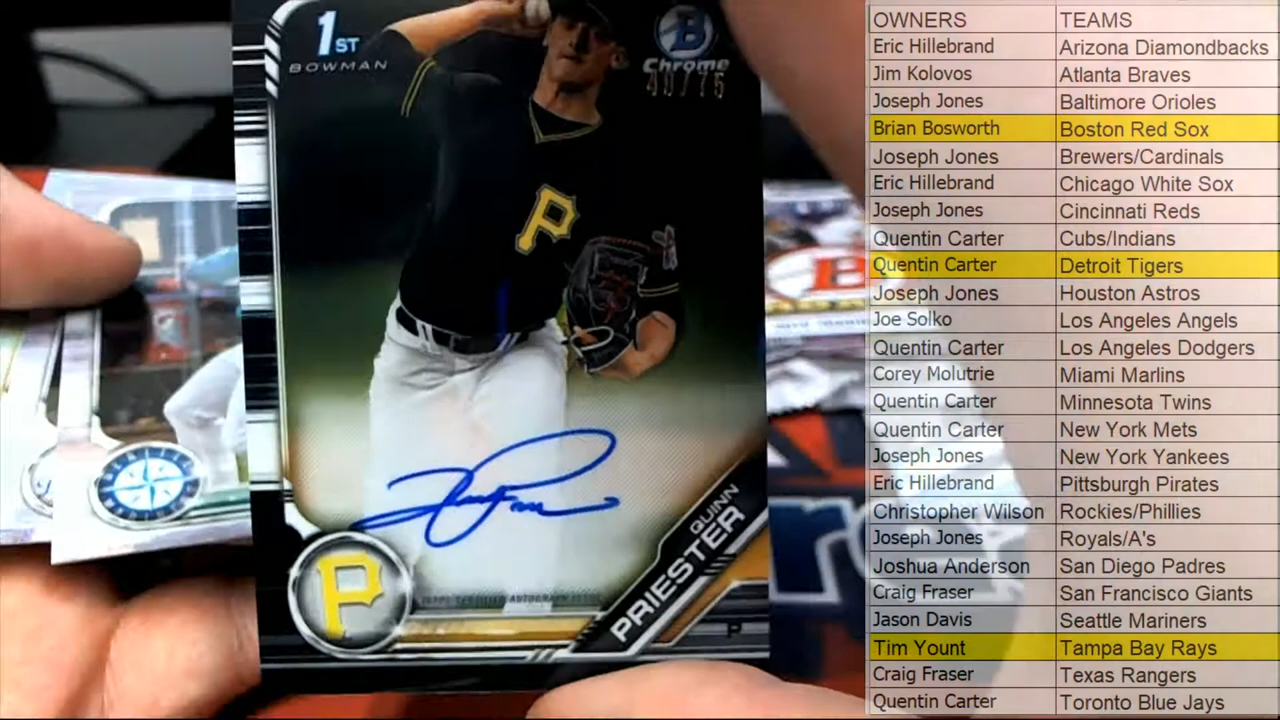 1ST
BOWMAN
B
Chrome
P
P
TOPPS CERTIFIED AUTOGRAPH ISSUE
QUINN
PRIESTER
P
OWNERS TEAMS
Eric Hillebrand Arizona Diamondbacks
Jim Kolovos Atlanta Braves
Joseph Jones Baltimore Orioles
Brian Bosworth Boston Red Sox
Joseph Jones Brewers/Cardinals
Eric Hillebrand Chicago White Sox
Joseph Jones Cincinnati Reds
Quentin Carter Cubs/Indians
Quentin Carter Detroit Tigers
Joseph Jones Houston Astros
Joe Solko Los Angeles Angels
Quentin Carter Los Angeles Dodgers
Corey Molutrie Miami Marlins
Quentin Carter Minnesota Twins
Quentin Carter New York Mets
Joseph Jones New York Yankees
Eric Hillebrand Pittsburgh Pirates
Christopher Wilson Rockies/Phillies
Joseph Jones Royals/A's
Joshua Anderson San Diego Padres
Craig Fraser San Francisco Giants
Jason Davis Seattle Mariners
Tim Yount Tampa Bay Rays
Craig Fraser Texas Rangers
Quentin Carter Toronto Blue Jays